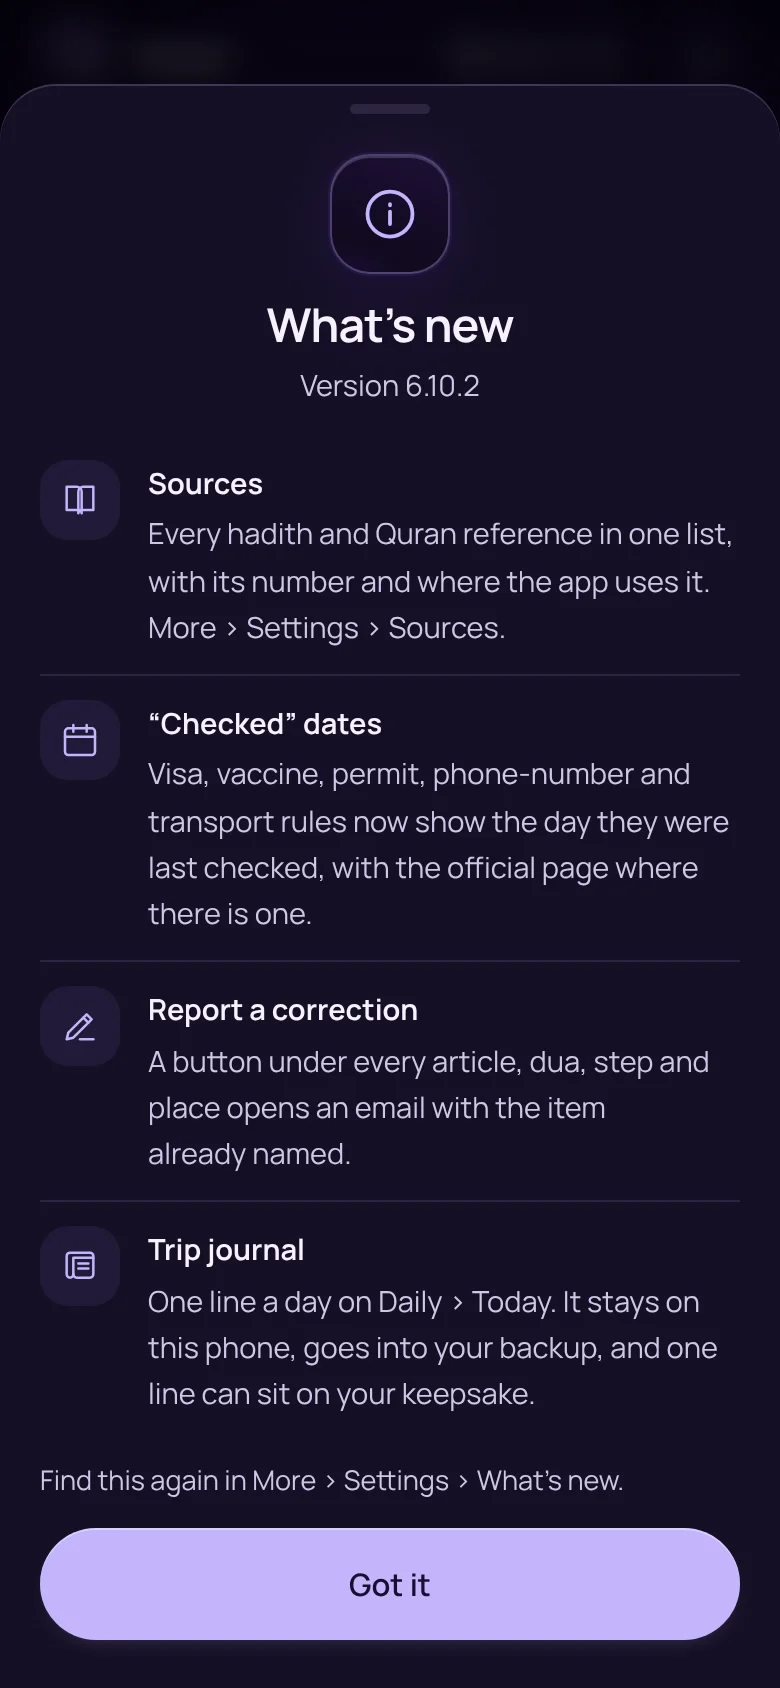 What’s new
Version 6.10.2
Sources
Every hadith and Quran reference in one list,
with its number and where the app uses it.
More › Settings › Sources.
“Checked” dates
Visa, vaccine, permit, phone-number and
transport rules now show the day they were
last checked, with the official page where
there is one.
Report a correction
A button under every article, dua, step and
place opens an email with the item
already named.
Trip journal
One line a day on Daily › Today. It stays on
this phone, goes into your backup, and one
line can sit on your keepsake.
Find this again in More › Settings › What’s new.
Got it